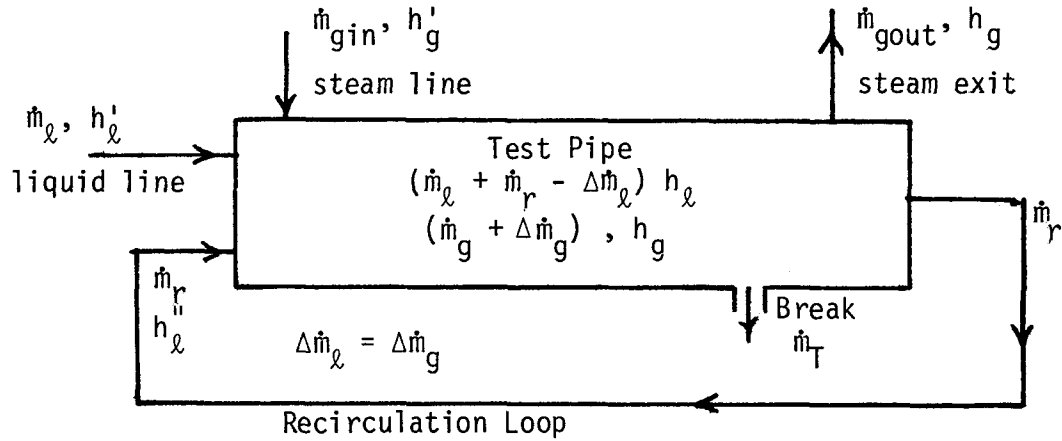 ṁgin, h'g
steam line
ṁgout, hg
steam exit
ṁℓ, h'ℓ
liquid line
Test Pipe
(ṁℓ + ṁr - Δṁℓ) hℓ
(ṁg + Δṁg) , hg
ṁr
ṁr
h"ℓ
Δṁℓ = Δṁg
Break
ṁT
Recirculation Loop